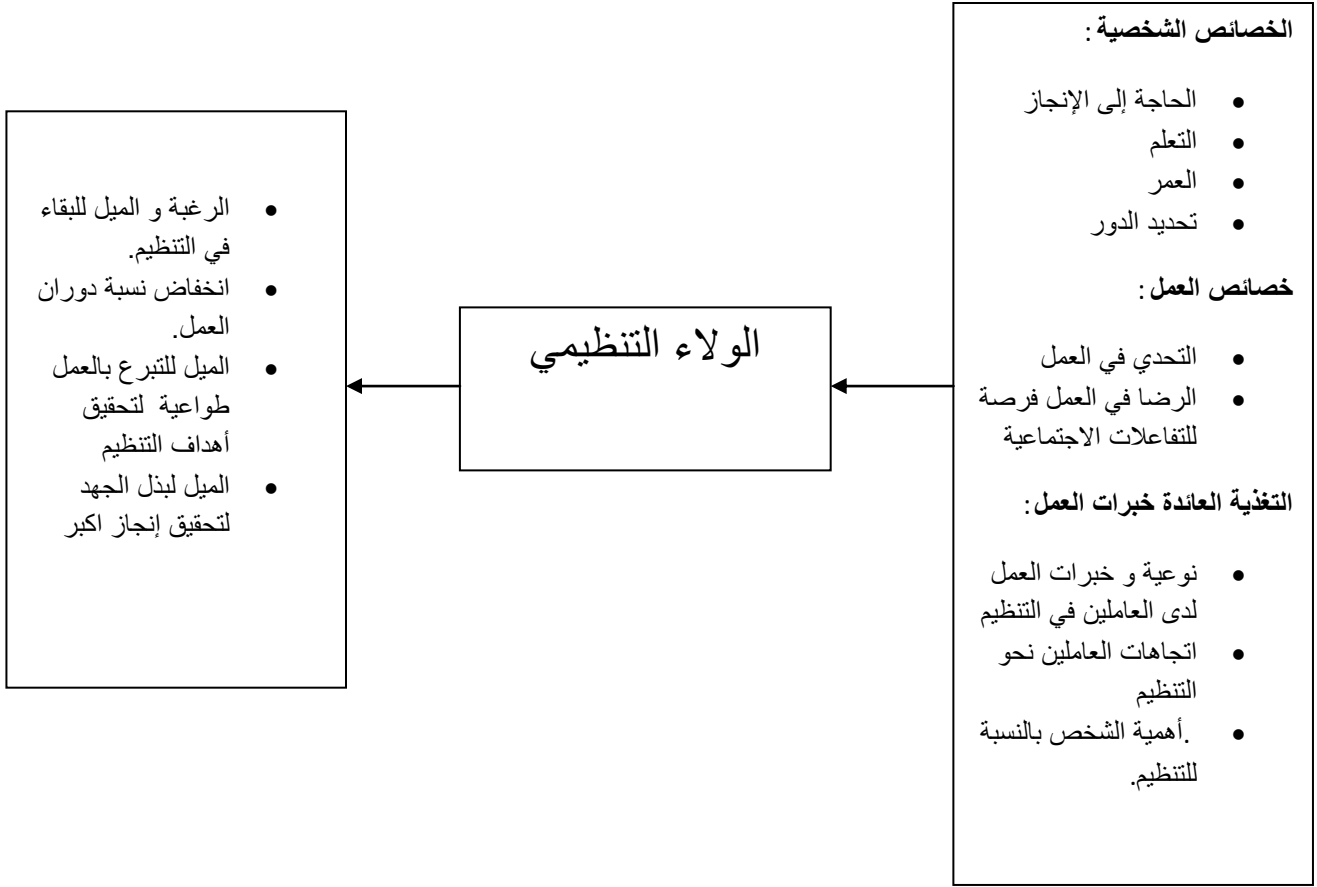 الخصائص الشخصية:
• الحاجة إلى الإنجاز
• التعلم
• العمر
• تحديد الدور
خصائص العمل:
• التحدي في العمل
• الرضا في العمل فرصة
للتفاعلات الاجتماعية
التغذية العائدة خبرات العمل:
• نوعية و خبرات العمل
لدى العاملين في التنظيم
• اتجاهات العاملين نحو
التنظيم
• .أهمية الشخص بالنسبة
للتنظيم.
الولاء التنظيمي
• الرغبة و الميل للبقاء
في التنظيم.
• انخفاض نسبة دوران
العمل.
• الميل للتبرع بالعمل
طواعية لتحقيق
أهداف التنظيم
• الميل لبذل الجهد
لتحقيق إنجاز اكبر